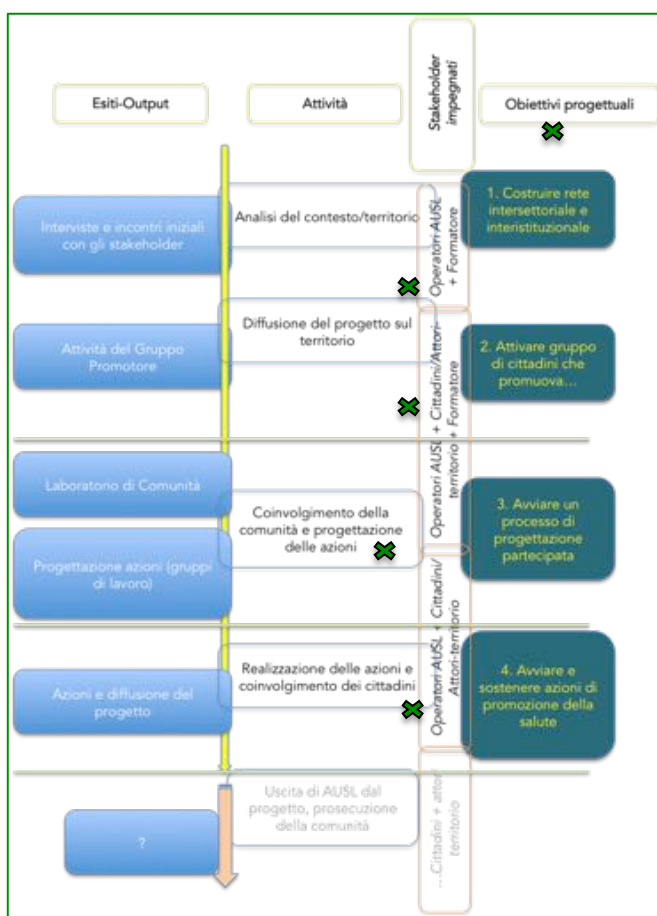 Esiti-Output
Attività
Stakeholder
impegnati
Obiettivi progettuali
Interviste e incontri iniziali
con gli stakeholder
Analisi del contesto/territorio
Operatori AUSL
+ Formatore
1. Costruire rete
intersettoriale e
interistituzionale
Attività del Gruppo
Promotore
Diffusione del progetto sul
territorio
Operatori AUSL + Cittadini/Attori-
territorio + Formatore
2. Attivare gruppo
di cittadini che
promuova…
Laboratorio di Comunità
Progettazione azioni (gruppi
di lavoro)
Coinvolgimento della
comunità e progettazione
delle azioni
3. Avviare un
processo di
progettazione
partecipata
Azioni e diffusione del
progetto
Realizzazione delle azioni e
coinvolgimento dei cittadini
Operatori AUSL + Cittadini/
Attori-territorio
4. Avviare e
sostenere azioni di
promozione della
salute
?
Uscita di AUSL dal
progetto, prosecuzione
della comunità
…Cittadini + attori
territorio